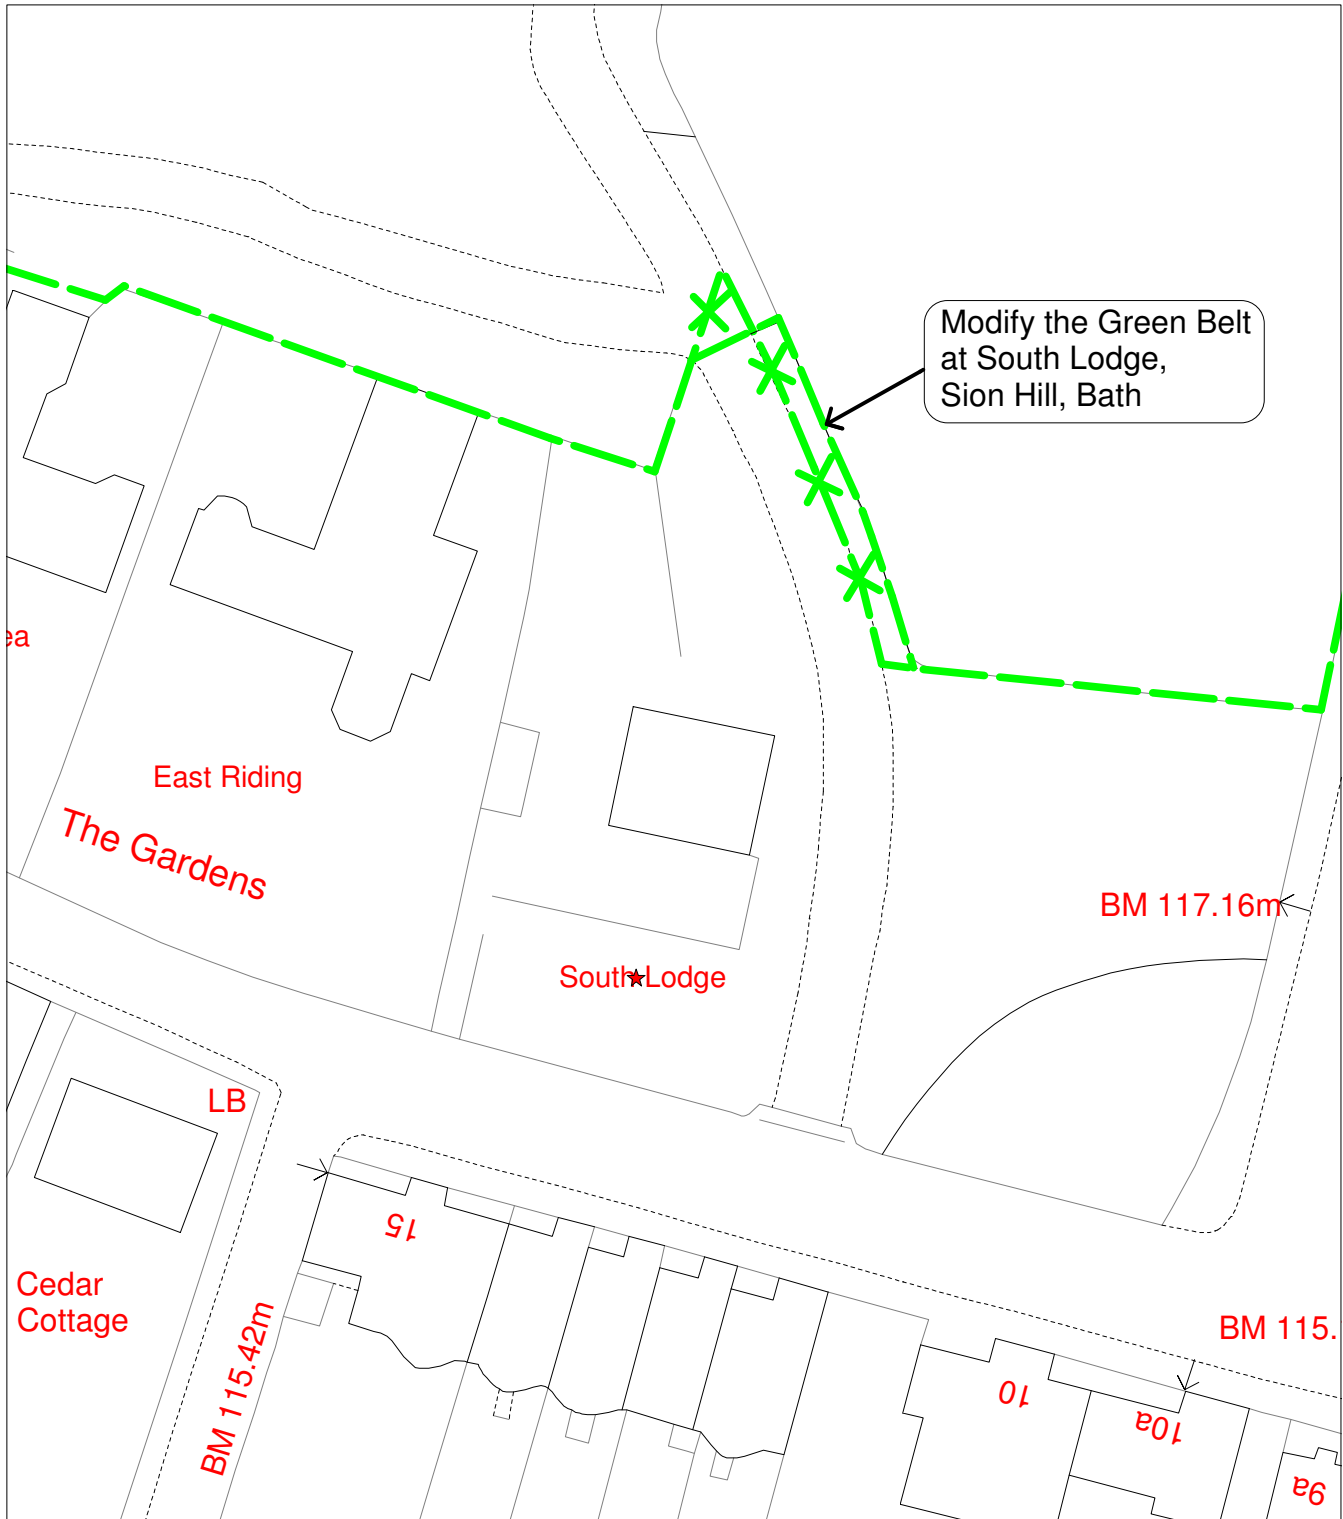 Modify the Green Belt
at South Lodge,
Sion Hill, Bath
ea
East Riding
The Gardens
BM 117.16m
South Lodge
LB
15
Cedar
Cottage
BM 115.42m
BM 115.
10
10a
9a